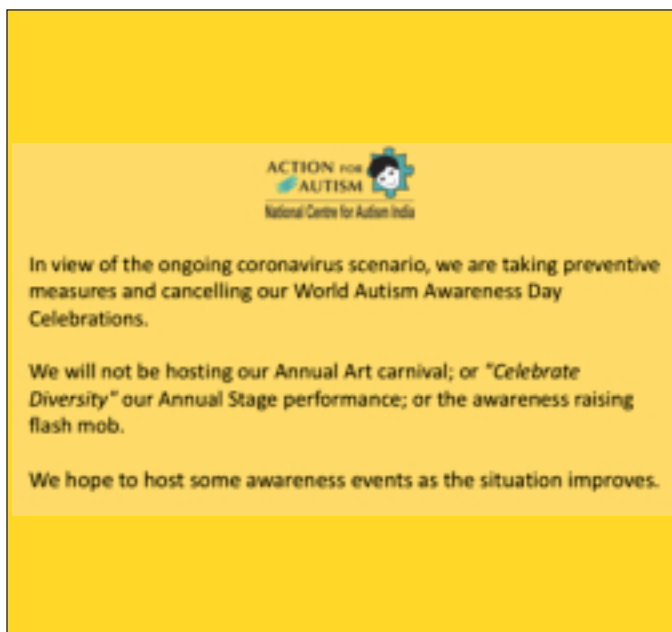 ACTION FOR
AUTISM
National Centre for Autism India
In view of the ongoing coronavirus scenario, we are taking preventive
measures and cancelling our World Autism Awareness Day
Celebrations.
We will not be hosting our Annual Art carnival; or "Celebrate
Diversity" our Annual Stage performance; or the awareness raising
flash mob.
We hope to host some awareness events as the situation improves.